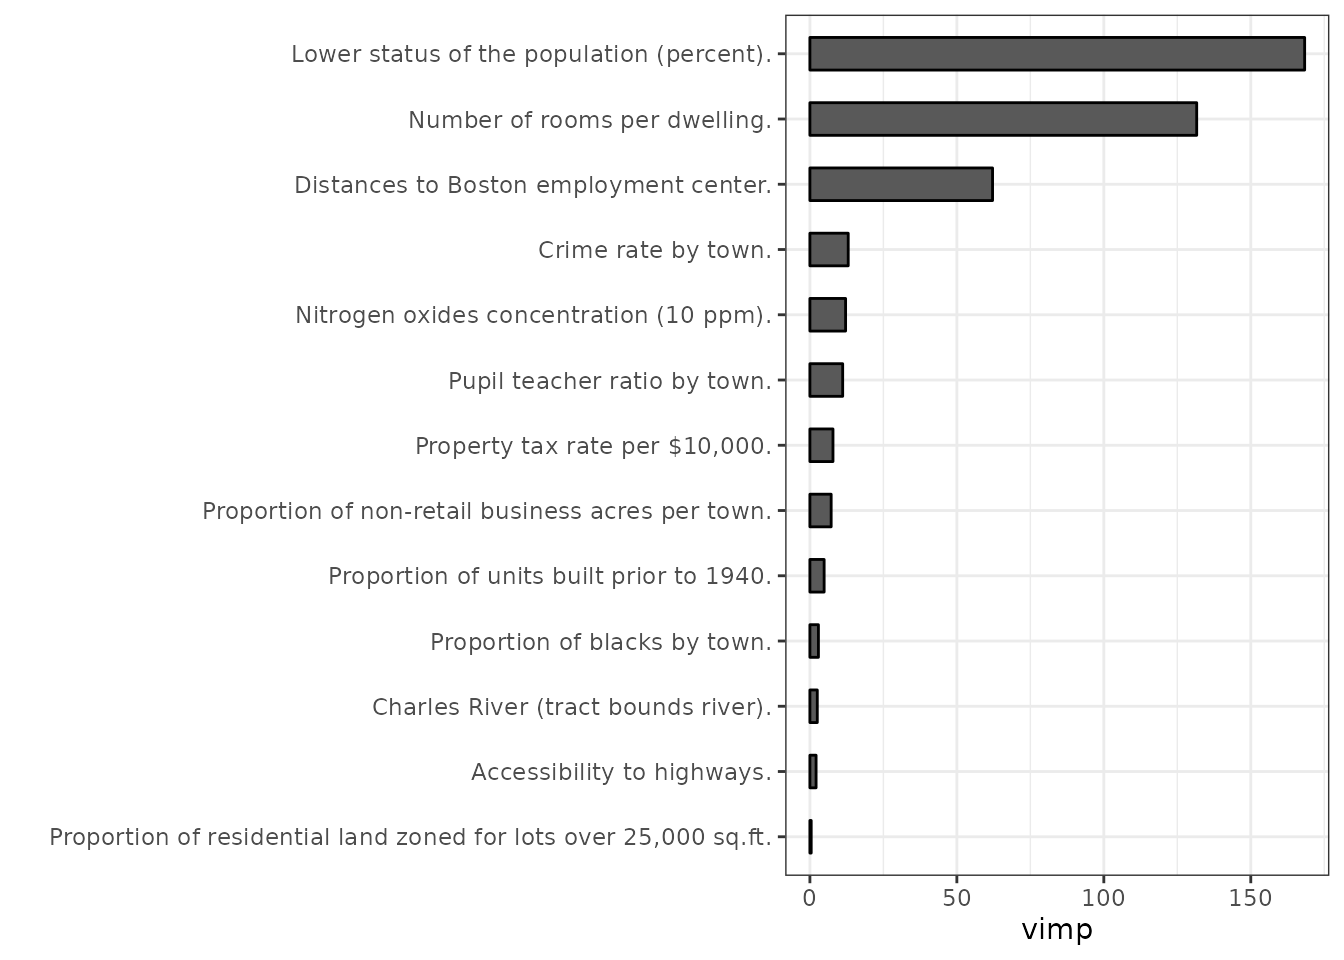 Lower status of the population (percent).
Number of rooms per dwelling.
Distances to Boston employment center.
Crime rate by town.
Nitrogen oxides concentration (10 ppm).
Pupil teacher ratio by town.
Property tax rate per $10,000.
Proportion of non-retail business acres per town.
Proportion of units built prior to 1940.
Proportion of blacks by town.
Charles River (tract bounds river).
Accessibility to highways.
Proportion of residential land zoned for lots over 25,000 sq.ft.
0 50 100 150
vimp